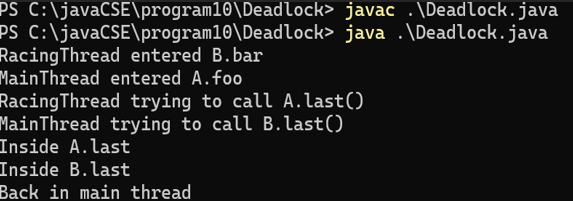 PS C:\javaCSE\program10\Deadlock> javac .\Deadlock.java
PS C:\javaCSE\program10\Deadlock> java .\Deadlock.java
RacingThread entered B.bar
MainThread entered A.foo
RacingThread trying to call A.last()
MainThread trying to call B.last()
Inside A.last
Inside B.last
Back in main thread